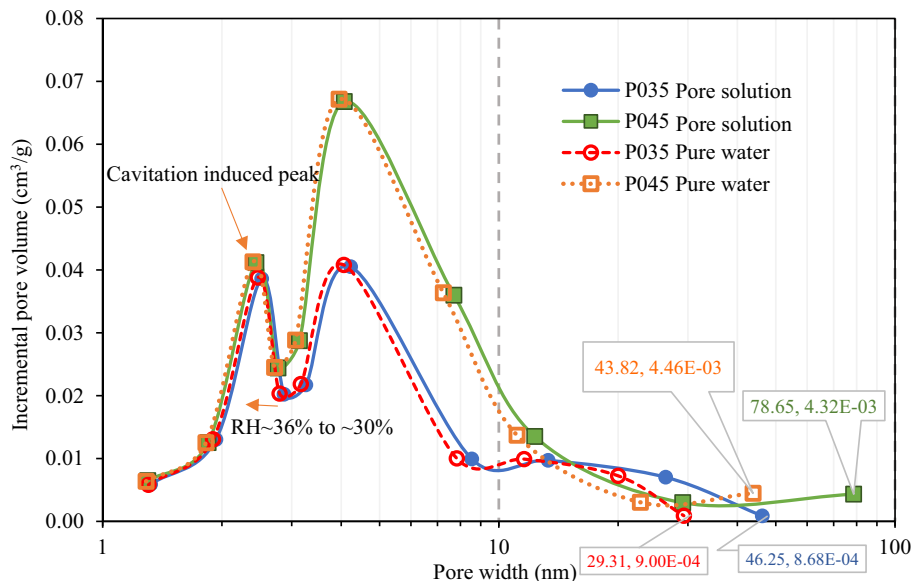 0.08
0.07
0.06
0.05
0.04
0.03
0.02
0.01
0.00
Incremental pore volume (cm³/g)
P035 Pore solution
P045 Pore solution
P035 Pure water
P045 Pure water
Cavitation induced peak
43.82, 4.46E-03
78.65, 4.32E-03
RH~36% to ~30%
29.31, 9.00E-04
46.25, 8.68E-04
1
10
100
Pore width (nm)